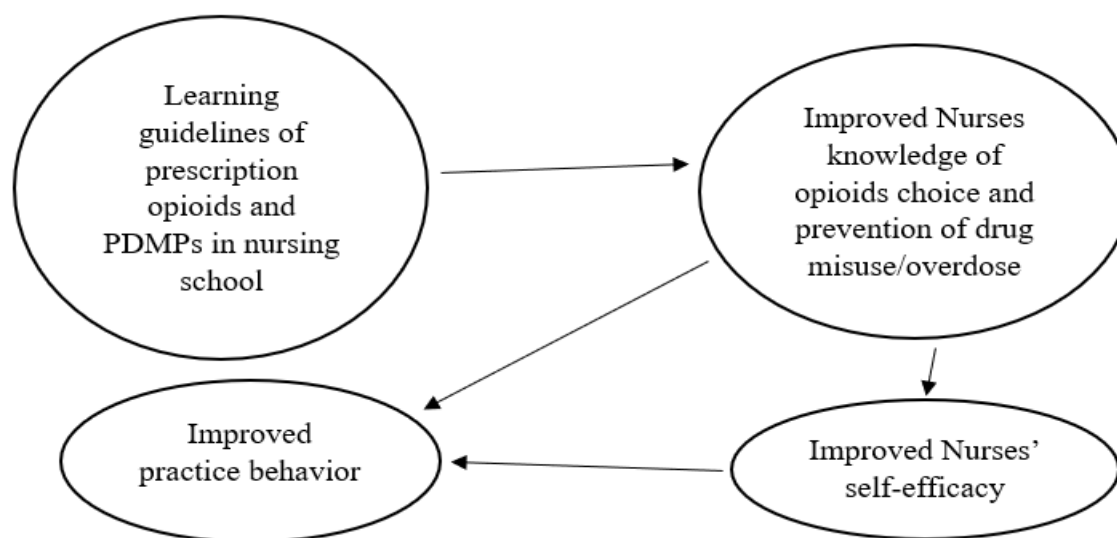 Learning
guidelines of
prescription
opioids and
PDMPs in nursing
school
Improved Nurses
knowledge of
opioids choice and
prevention of drug
misuse/overdose
Improved
practice behavior
Improved Nurses’
self-efficacy